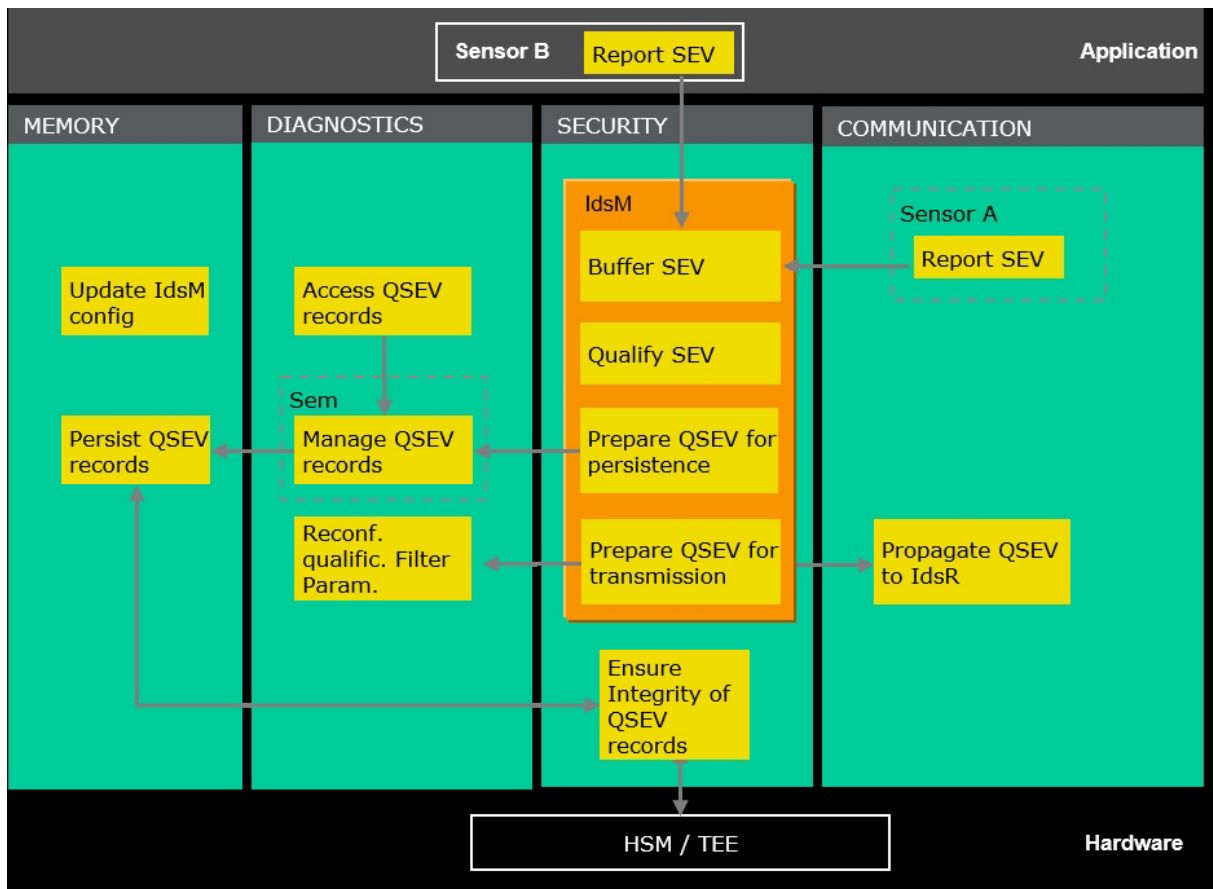 Sensor B
Report SEV
Application
MEMORY
DIAGNOSTICS
SECURITY
COMMUNICATION
Update IdsM
config
Persist QSEV
records
Access QSEV
records
Sem
Manage QSEV
records
Reconf.
qualific. Filter
Param.
IdsM
Buffer SEV
Qualify SEV
Prepare QSEV for
persistence
Prepare QSEV for
transmission
Ensure
Integrity of
QSEV
records
Sensor A
Report SEV
Propagate QSEV
to IdsR
HSM / TEE
Hardware